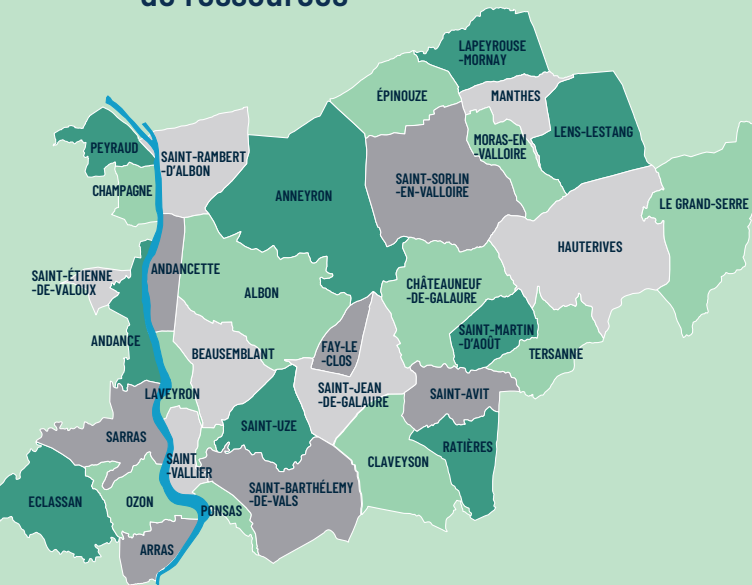 de ressources
LAPEYROUSE
-MORNAY
ÉPINOUZE
MANTHES
LENS-LESTANG
MORAS-EN
-VALLOIRE
PEYRAUD
SAINT-RAMBERT
-D'ALBON
SAINT-SORLIN
-EN-VALLOIRE
CHAMPAGNE
ANNEYRON
LE GRAND-SERRE
HAUTERIVES
ANDANCETTE
SAINT-ÉTIENNE
-DE-VALOUX
ALBON
CHÂTEAUNEUF
-DE-GALAURE
SAINT-MARTIN
-D'AOÛT
ANDANCE
BEAUSEMBLANT
FAY-LE
-CLOS
TERSANNE
LAVEYRON
SAINT-JEAN
-DE-GALAURE
SAINT-AVIT
SARRAS
SAINT-UZE
RATIÈRES
SAINT
-VALLIER
CLAVEYSON
ECLASSAN
OZON
SAINT-BARTHÉLEMY
-DE-VALS
PONSAS
ARRAS